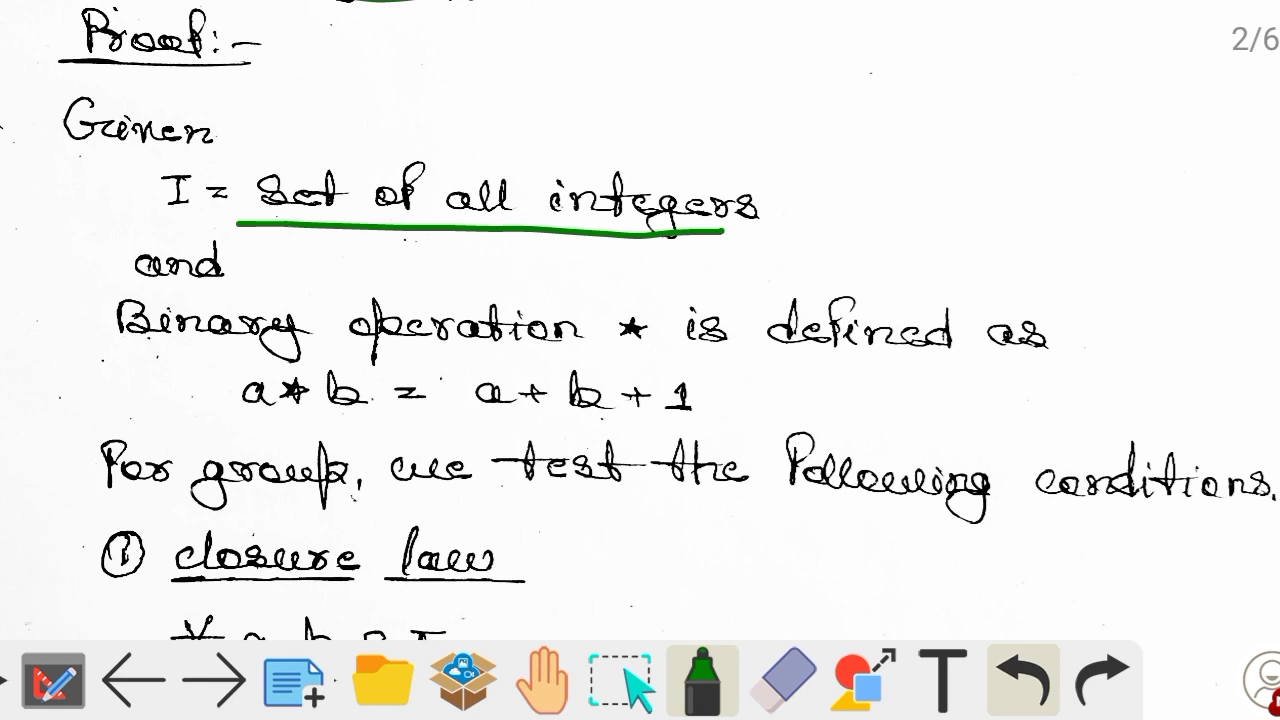 Proof:-
2/6
Given
I = Set of all integers
and
Binary operation * is defined as
a * b = a + b + 1
For group, we test the following conditions.
① closure law
∀ a, b ∈ I
T